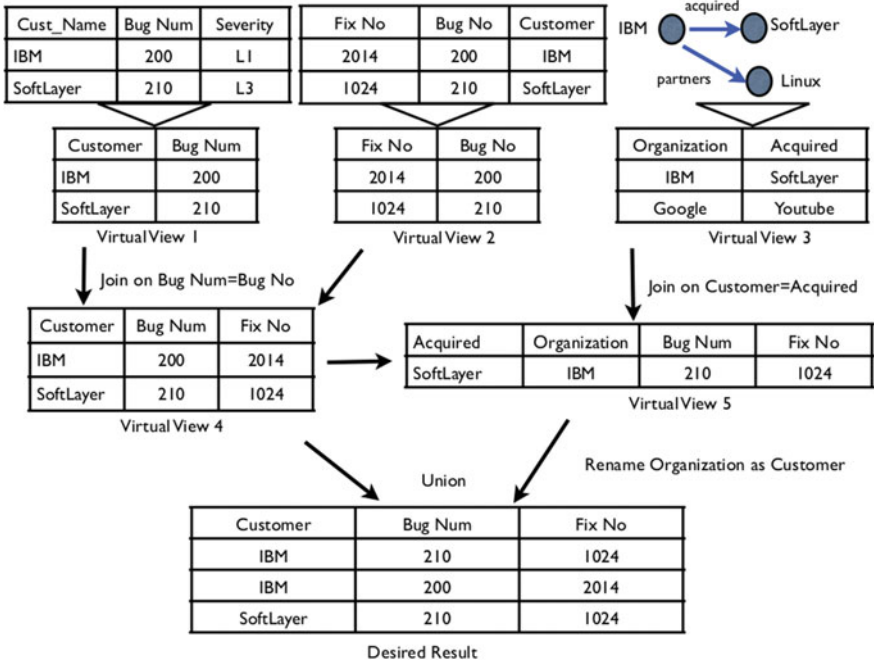 Cust_Name Bug Num Severity
IBM 200 L1
SoftLayer 210 L3
Fix No Bug No Customer
2014 200 IBM
1024 210 SoftLayer
acquired
IBM SoftLayer
partners Linux
Customer Bug Num
IBM 200
SoftLayer 210
Virtual View 1
Fix No Bug No
2014 200
1024 210
Virtual View 2
Organization Acquired
IBM SoftLayer
Google Youtube
Virtual View 3
Join on Bug Num=Bug No
Join on Customer=Acquired
Customer Bug Num Fix No
IBM 200 2014
SoftLayer 210 1024
Virtual View 4
Acquired Organization Bug Num Fix No
SoftLayer IBM 210 1024
Virtual View 5
Union
Rename Organization as Customer
Customer Bug Num Fix No
IBM 210 1024
IBM 200 2014
SoftLayer 210 1024
Desired Result